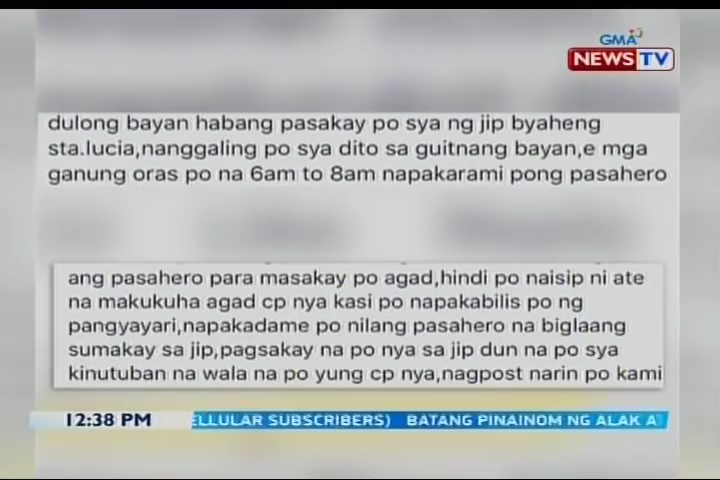 GMA
NEWS TV
dulong bayan habang pasakay po sya ng jip byaheng
sta.lucia,nanggaling po sya dito sa guitnang bayan,e mga
ganung oras po na 6am to 8am napakarami pong pasahero
ang pasahero para masakay po agad,hindi po naisip ni ate
na makukuha agad cp nya kasi po napakabilis po ng
pangyayari,napakadame po nilang pasahero na biglaang
sumakay sa jip,pagsakay na po nya sa jip dun na po sya
kinutuban na wala na po yung cp nya,nagpost narin po kami
12:38 PM ELLULAR SUBSCRIBERS) BATANG PINAINOM NG ALAK A